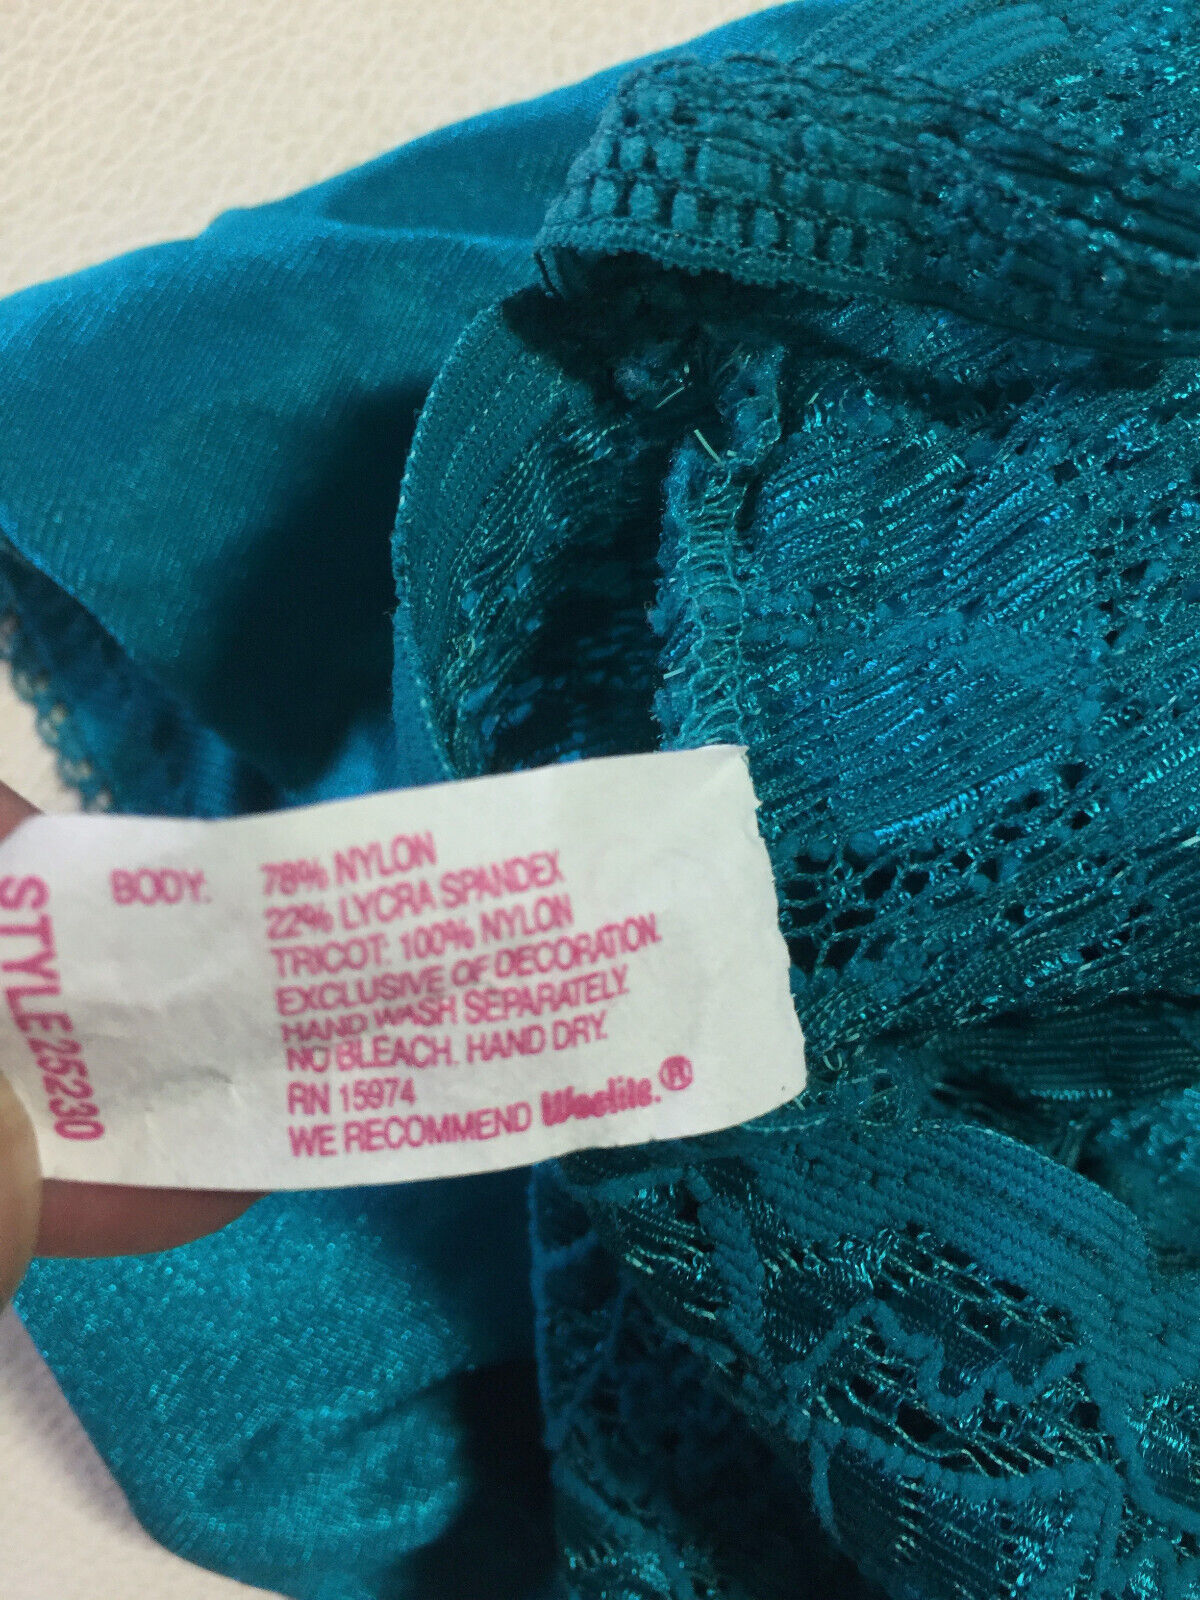 BODY: 78% NYLON
22% LYCRA SPANDEX
TRICOT: 100% NYLON
EXCLUSIVE OF DECORATION.
HAND WASH SEPARATELY.
NO BLEACH. HAND DRY.
RN 15974
WE RECOMMEND Woolite.®
STYLE 25230